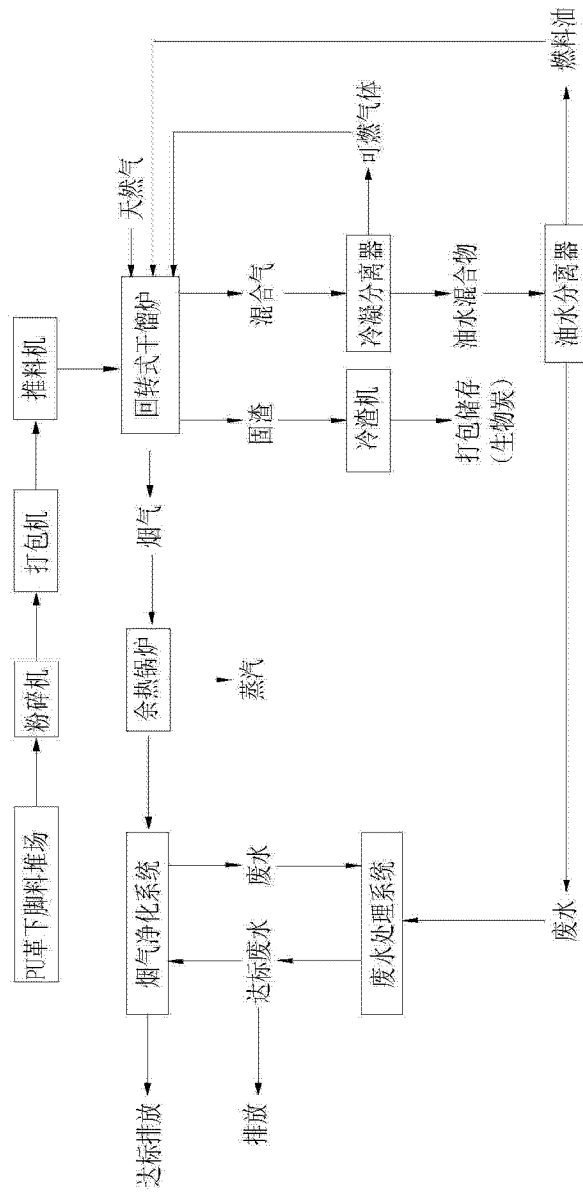 PU革下脚料堆场
粉碎机
打包机
推料机
天然气
回转式干馏炉
烟气
余热锅炉
蒸汽
烟气净化系统
达标排放
固渣
混合气
可燃气体
燃料油
冷渣机
冷凝分离器
打包储存
(生物炭)
油水混合物
油水分离器
废水
达标废水
排放
废水处理系统
废水